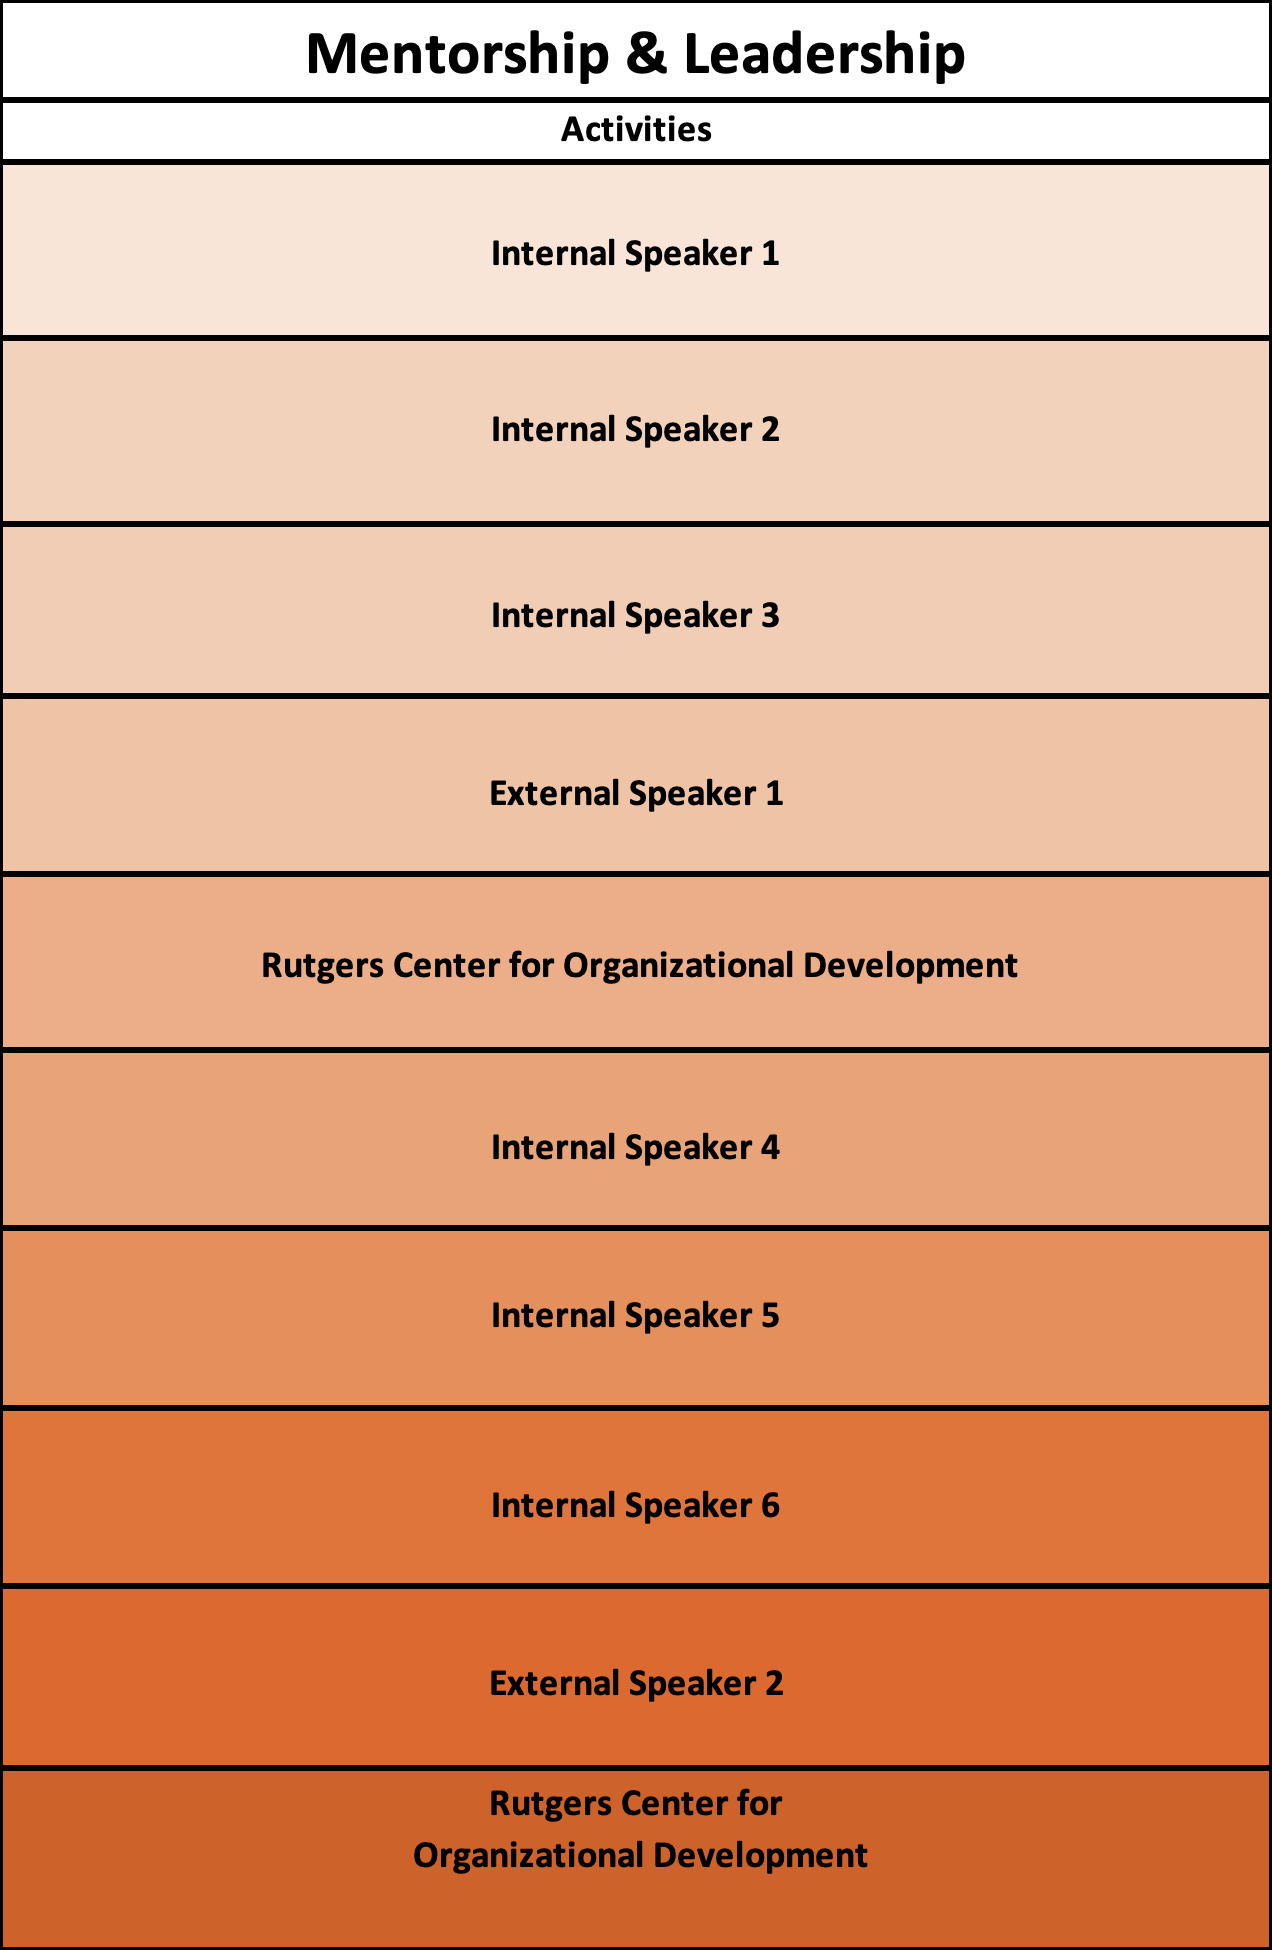 Mentorship & Leadership
Activities
Internal Speaker 1
Internal Speaker 2
Internal Speaker 3
External Speaker 1
Rutgers Center for Organizational Development
Internal Speaker 4
Internal Speaker 5
Internal Speaker 6
External Speaker 2
Rutgers Center for
Organizational Development